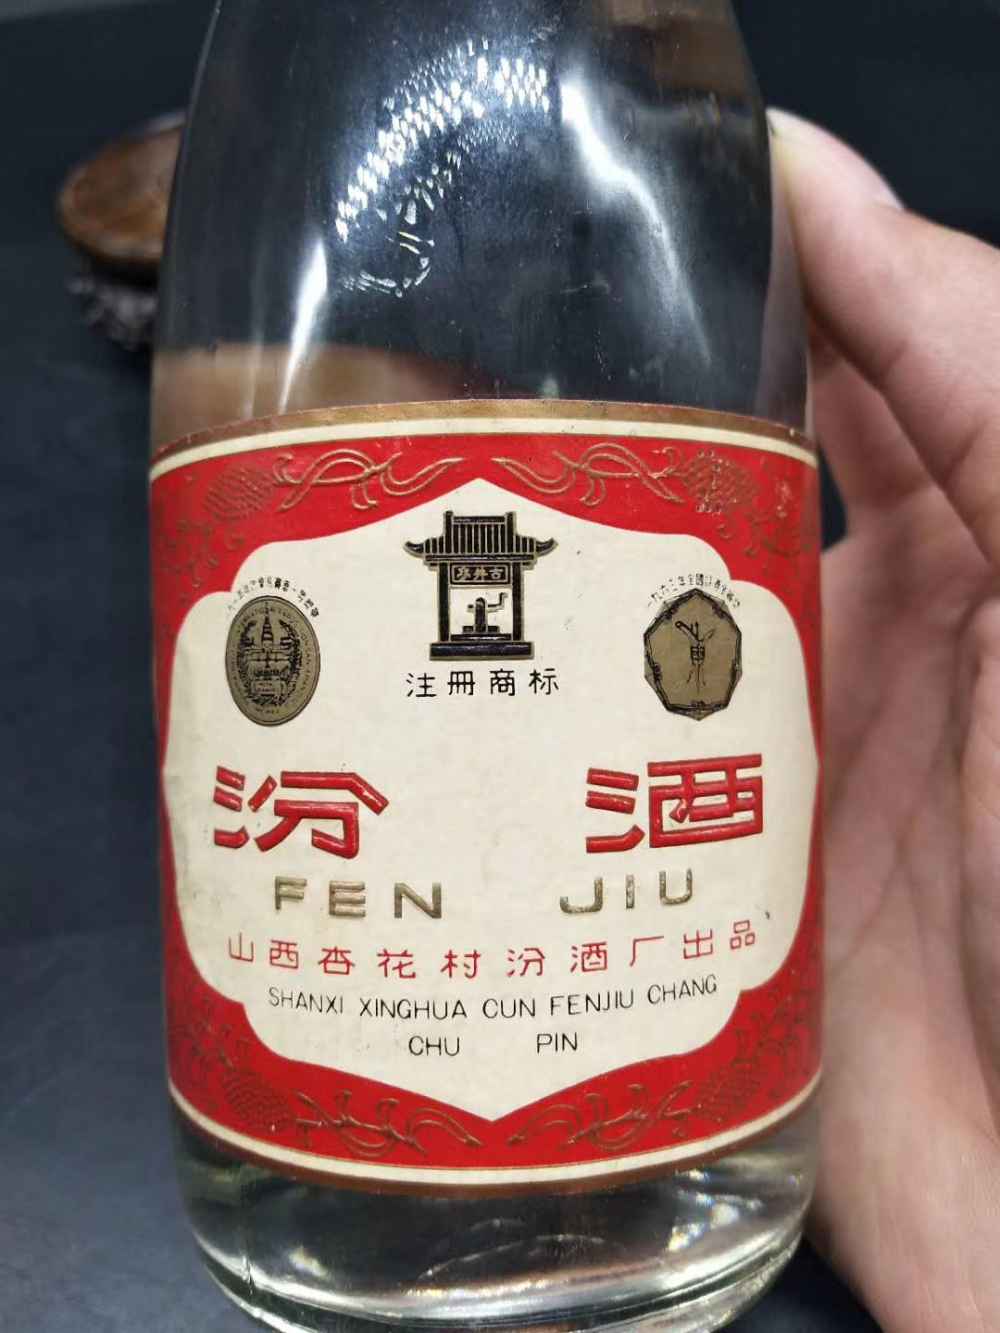 古井亭
注册商标
汾酒
FEN JIU
山西杏花村汾酒厂出品
SHANXI XINGHUA CUN FENJIU CHANG
CHU PIN